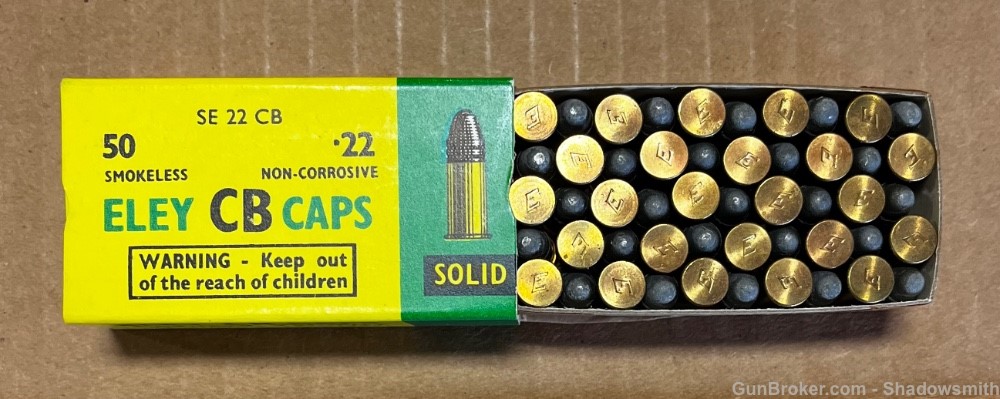 SE 22 CB
50 ·22
SMOKELESS NON-CORROSIVE
ELEY CB CAPS
WARNING - Keep out
of the reach of children
SOLID
E
GunBroker.com - Shadowsmith